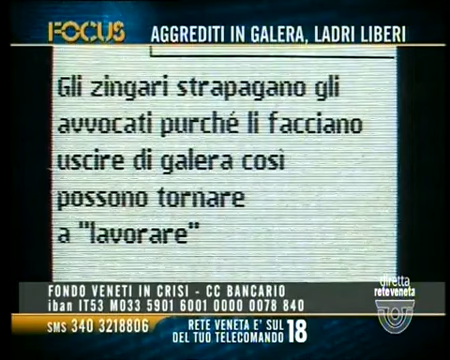 FOCUS
AGGREDITI IN GALERA, LADRI LIBERI
Gli zingari strapagano gli
avvocati purché li facciano
uscire di galera così
possono tornare
a "lavorare"
diretta
reteveneta
FONDO VENETI IN CRISI - CC BANCARIO
iban IT53 M033 5901 6001 0000 0078 840
SMS 340 3218806
RETE VENETA E' SUL
DEL TUO TELECOMANDO 18